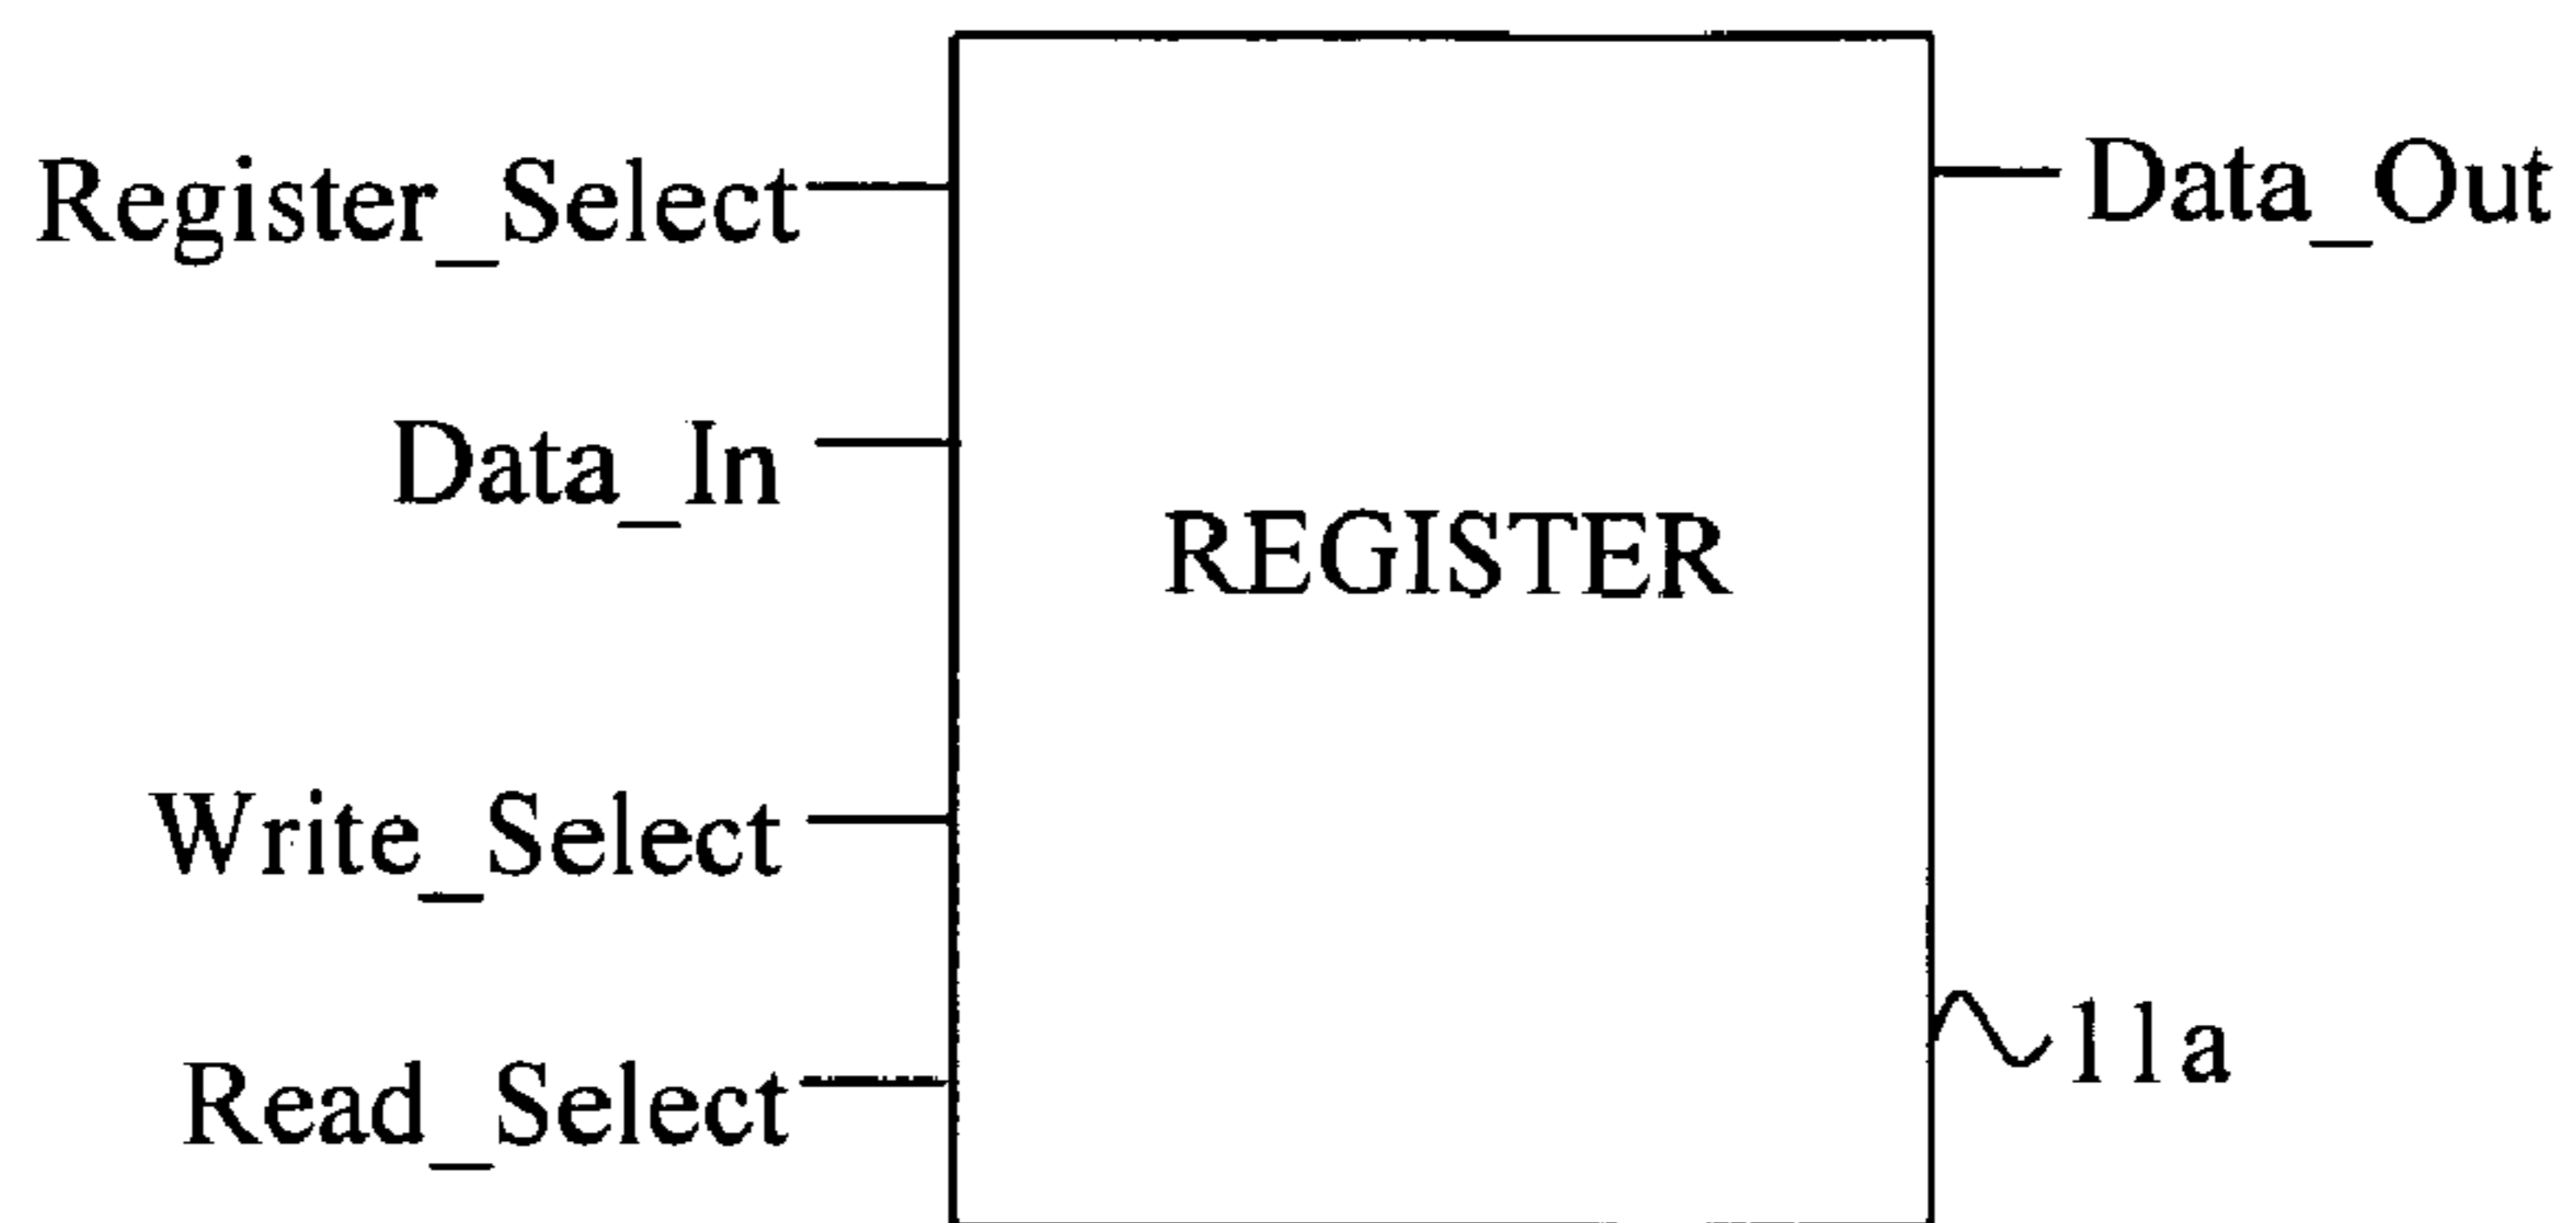 Register_Select
Data_Out
Data_In
REGISTER
Write_Select
11a
Read_Select